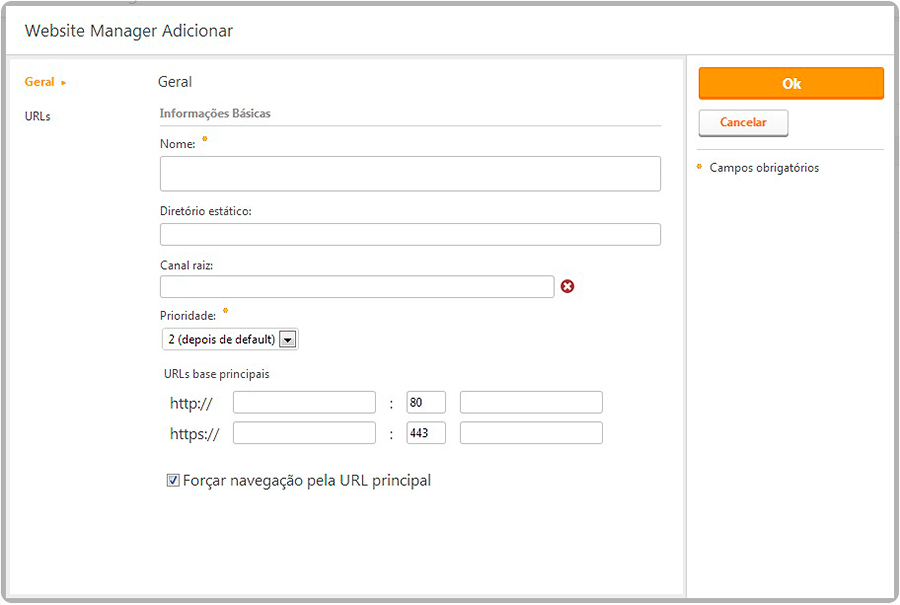 Website Manager Adicionar
Geral
URLs
Geral
Informações Básicas
Nome: *
Diretório estático:
Canal raiz:
Prioridade: *
2 (depois de default)
URLs base principais
http:// : 80
https:// : 443
Forçar navegação pela URL principal
Ok
Cancelar
* Campos obrigatórios